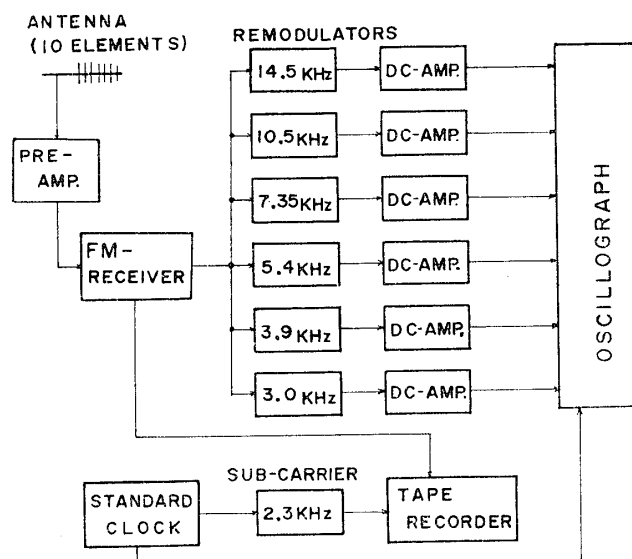 ANTENNA
(10 ELEMENTS)
REMODULATORS
14.5 KHz
DC-AMP.
10.5 KHz
DC-AMP.
PRE-
AMP.
7.35 KHz
DC-AMP.
FM-
RECEIVER
5.4 KHz
DC-AMP.
3.9 KHz
DC-AMP.
3.0 KHz
DC-AMP.
OSCILLOGRAPH
SUB-CARRIER
STANDARD
CLOCK
2.3 KHz
TAPE
RECORDER